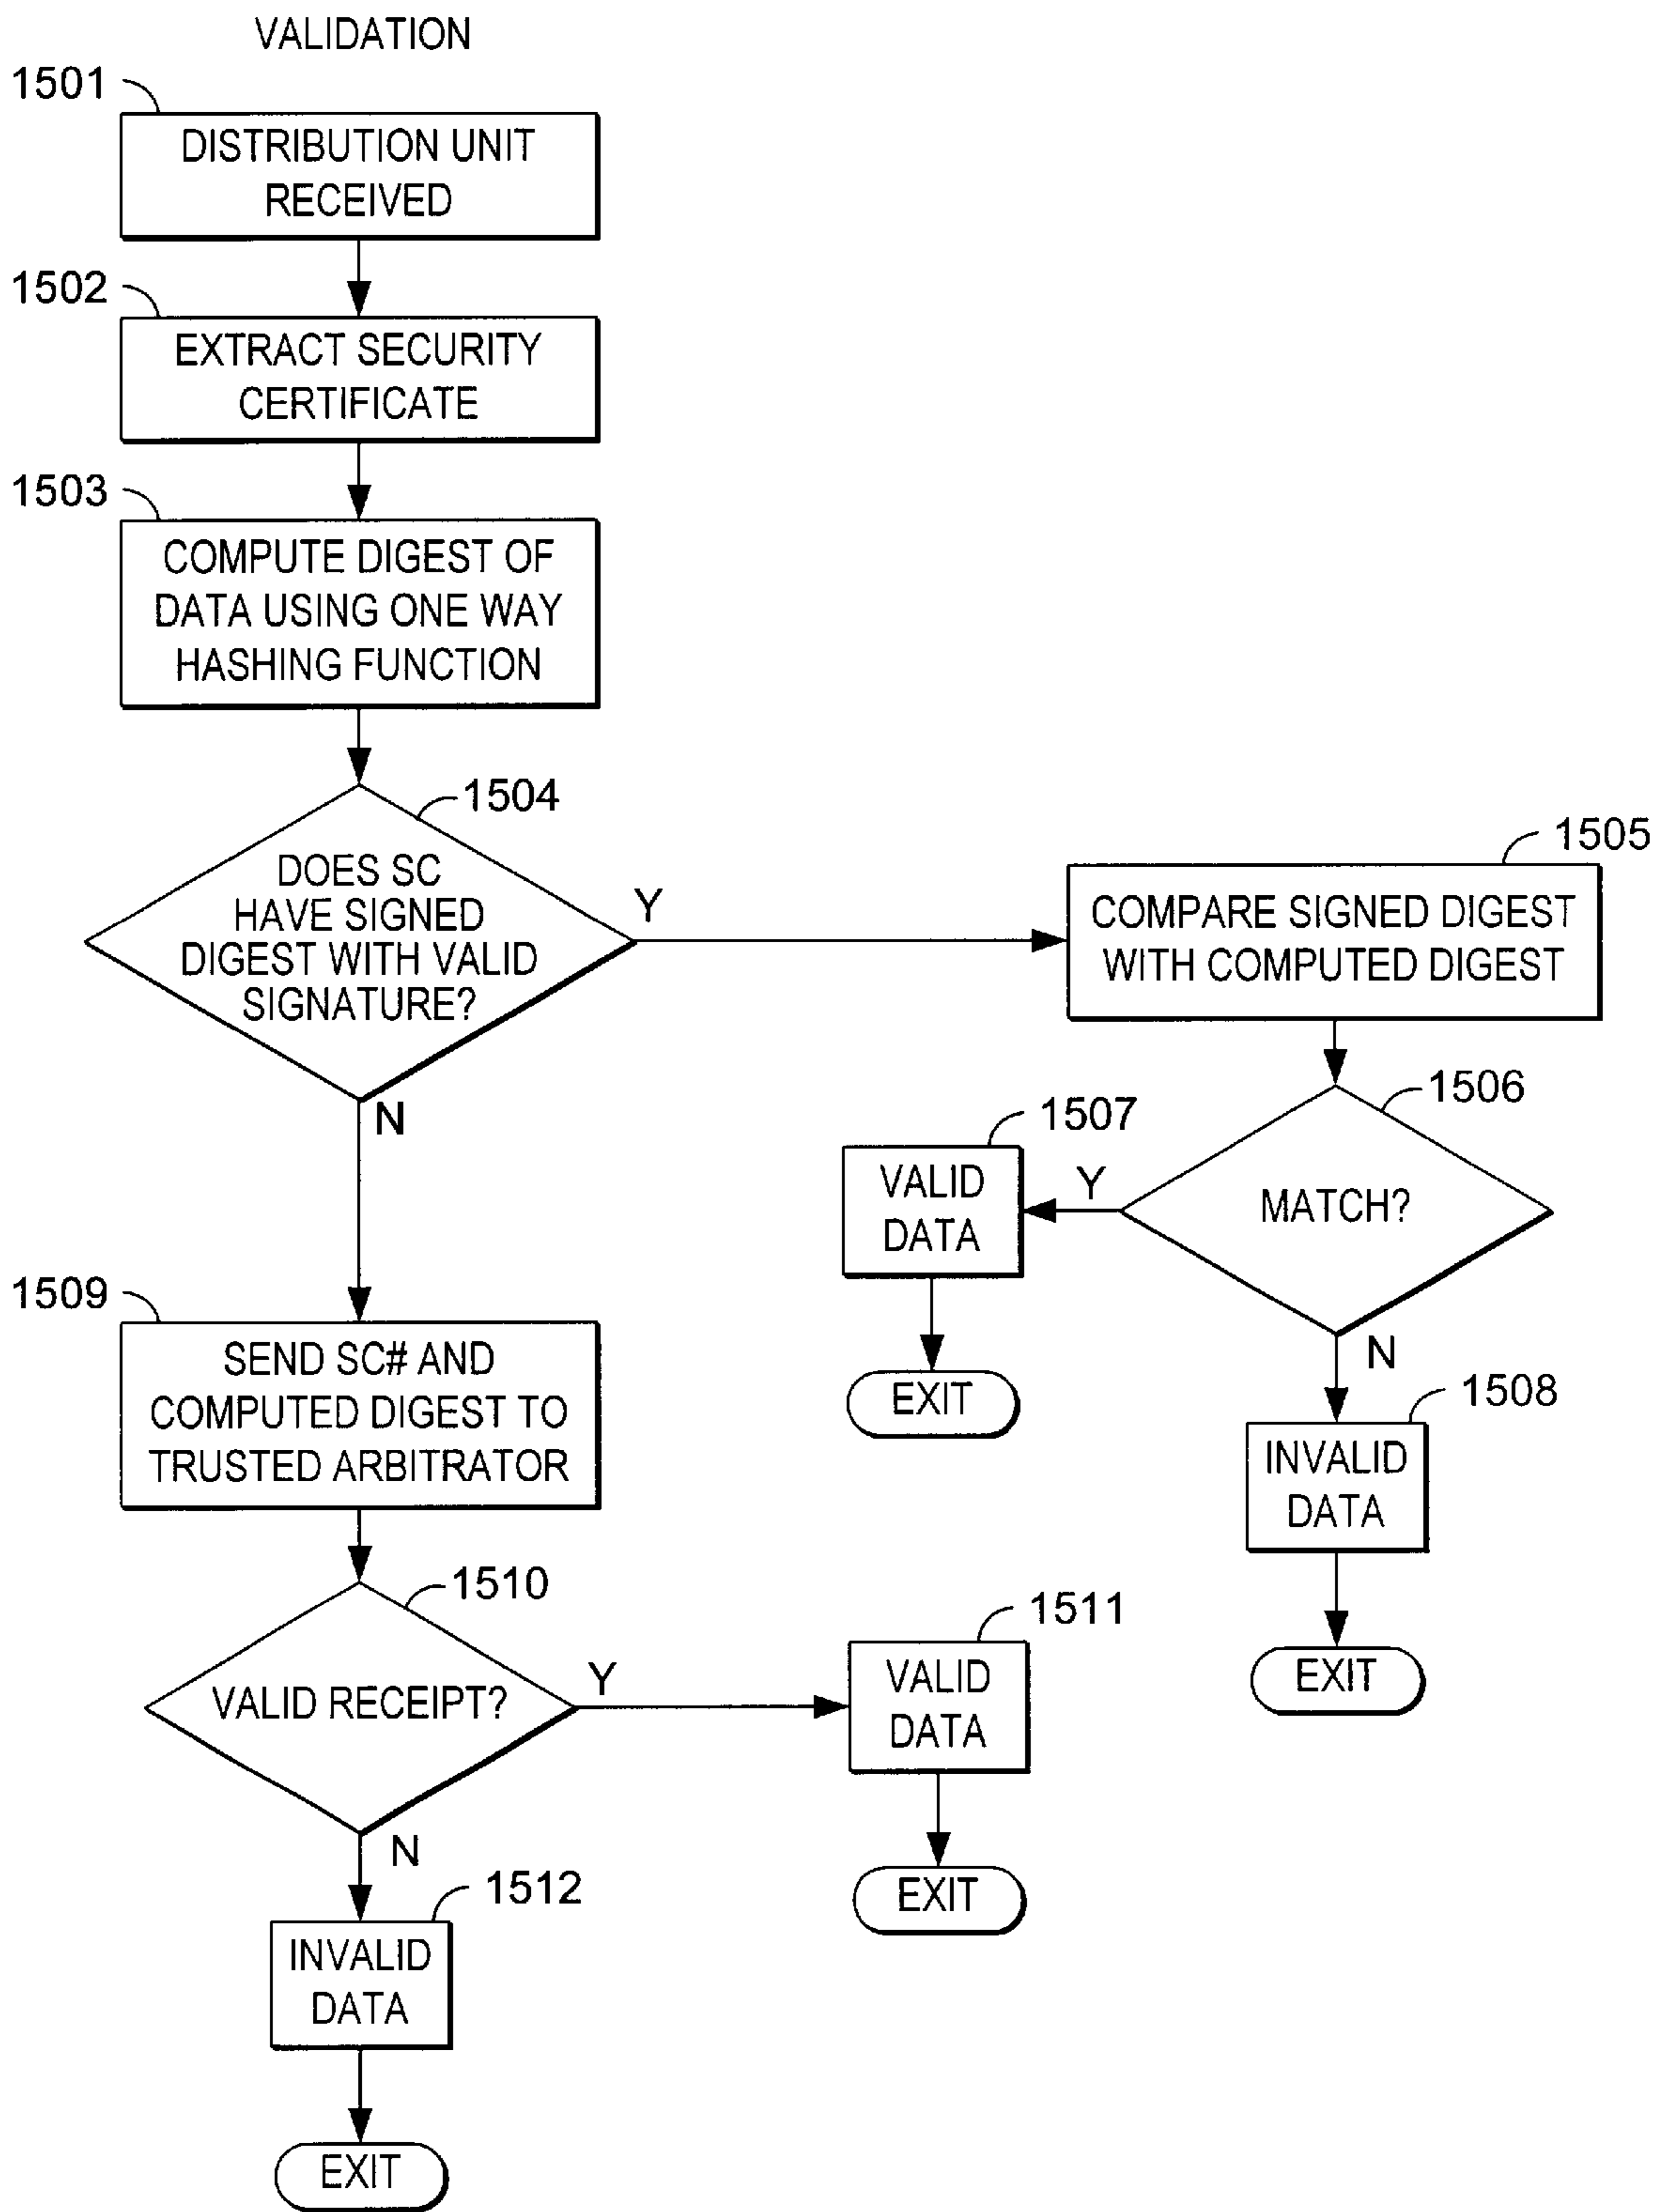 VALIDATION
1501
DISTRIBUTION UNIT
RECEIVED
1502
EXTRACT SECURITY
CERTIFICATE
1503
COMPUTE DIGEST OF
DATA USING ONE WAY
HASHING FUNCTION
1504
DOES SC
HAVE SIGNED
DIGEST WITH VALID
SIGNATURE?
Y
N
1505
COMPARE SIGNED DIGEST
WITH COMPUTED DIGEST
1506
MATCH?
Y
N
1507
VALID
DATA
EXIT
1508
INVALID
DATA
EXIT
1509
SEND SC# AND
COMPUTED DIGEST TO
TRUSTED ARBITRATOR
1510
VALID RECEIPT?
Y
N
1511
VALID
DATA
EXIT
1512
INVALID
DATA
EXIT